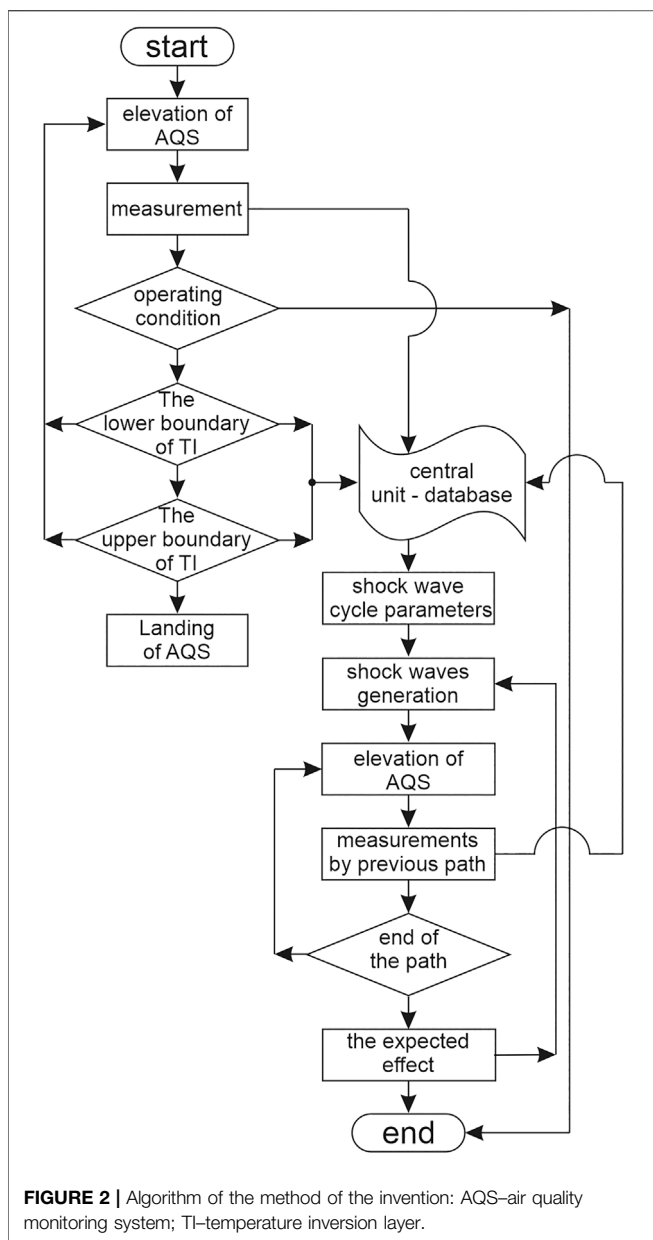 start
elevation of
AQS
measurement
operating
condition
The
lower boundary
of TI
The
upper boundary
of TI
Landing
of AQS
central
unit - database
shock wave
cycle parameters
shock waves
generation
elevation of
AQS
measurements
by previous path
end of
the path
the expected
effect
end
FIGURE 2 | Algorithm of the method of the invention: AQS–air quality
monitoring system; TI–temperature inversion layer.